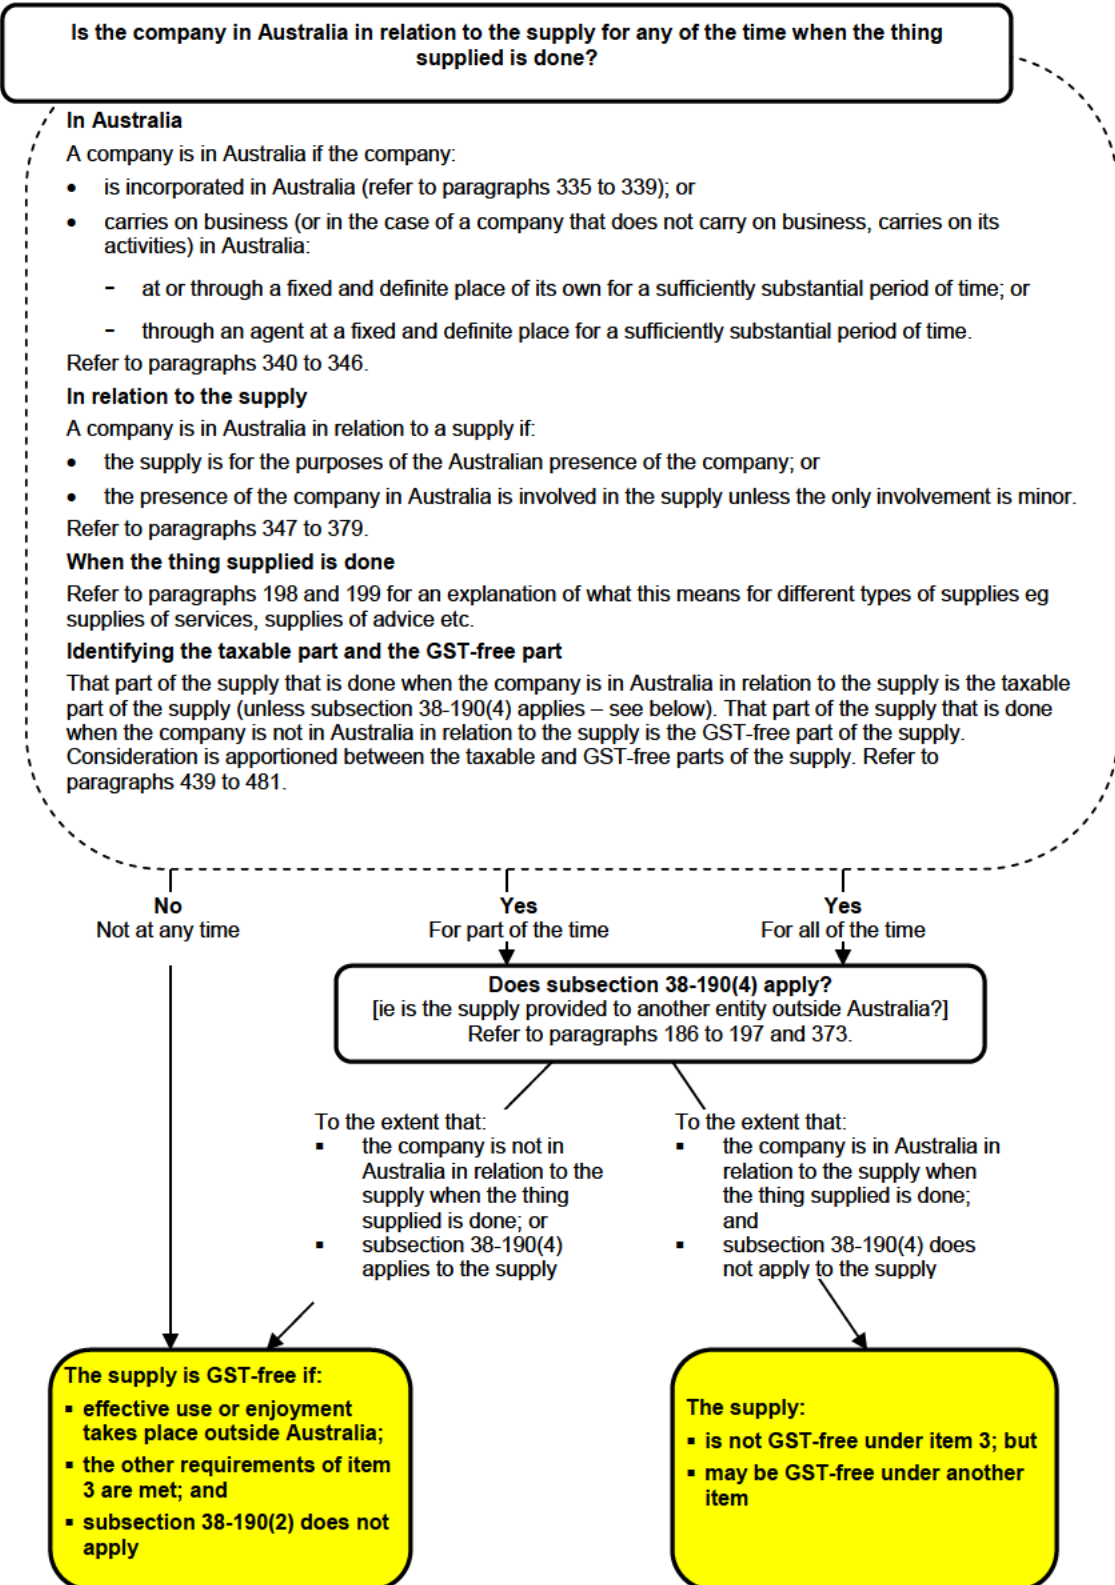 Is the company in Australia in relation to the supply for any of the time when the thing
supplied is done?
In Australia
A company is in Australia if the company:
• is incorporated in Australia (refer to paragraphs 335 to 339); or
• carries on business (or in the case of a company that does not carry on business, carries on its
activities) in Australia:
- at or through a fixed and definite place of its own for a sufficiently substantial period of time; or
- through an agent at a fixed and definite place for a sufficiently substantial period of time.
Refer to paragraphs 340 to 346.
In relation to the supply
A company is in Australia in relation to a supply if:
• the supply is for the purposes of the Australian presence of the company; or
• the presence of the company in Australia is involved in the supply unless the only involvement is minor.
Refer to paragraphs 347 to 379.
When the thing supplied is done
Refer to paragraphs 198 and 199 for an explanation of what this means for different types of supplies eg
supplies of services, supplies of advice etc.
Identifying the taxable part and the GST-free part
That part of the supply that is done when the company is in Australia in relation to the supply is the taxable
part of the supply (unless subsection 38-190(4) applies – see below). That part of the supply that is done
when the company is not in Australia in relation to the supply is the GST-free part of the supply.
Consideration is apportioned between the taxable and GST-free parts of the supply. Refer to
paragraphs 439 to 481.
No
Not at any time
Yes
For part of the time
Yes
For all of the time
Does subsection 38-190(4) apply?
[ie is the supply provided to another entity outside Australia?]
Refer to paragraphs 186 to 197 and 373.
To the extent that:
▪ the company is not in
Australia in relation to the
supply when the thing
supplied is done; or
▪ subsection 38-190(4)
applies to the supply
To the extent that:
▪ the company is in Australia in
relation to the supply when
the thing supplied is done;
and
▪ subsection 38-190(4) does
not apply to the supply
The supply is GST-free if:
▪ effective use or enjoyment
takes place outside Australia;
▪ the other requirements of item
3 are met; and
▪ subsection 38-190(2) does not
apply
The supply:
▪ is not GST-free under item 3; but
▪ may be GST-free under another
item